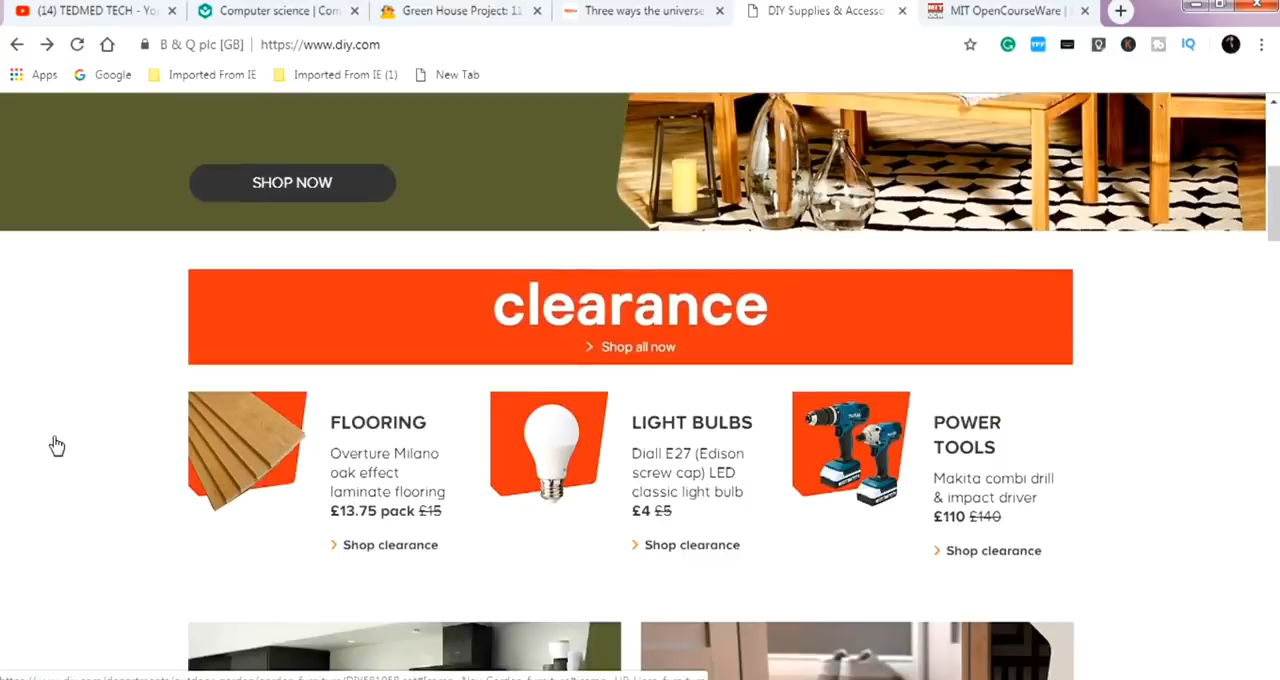 (14) TEDMED TECH - Yo
Computer science | Com
Green House Project: 11
Three ways the universe
DIY Supplies & Accesso
MIT OpenCourseWare |
B & Q plc [GB]
https://www.diy.com
Apps
Google
Imported From IE
Imported From IE (1)
New Tab
SHOP NOW
clearance
> Shop all now
FLOORING
Overture Milano
oak effect
laminate flooring
£13.75 pack £15
> Shop clearance
LIGHT BULBS
Diall E27 (Edison
screw cap) LED
classic light bulb
£4 £5
> Shop clearance
POWER
TOOLS
Makita combi drill
& impact driver
£110 £140
> Shop clearance